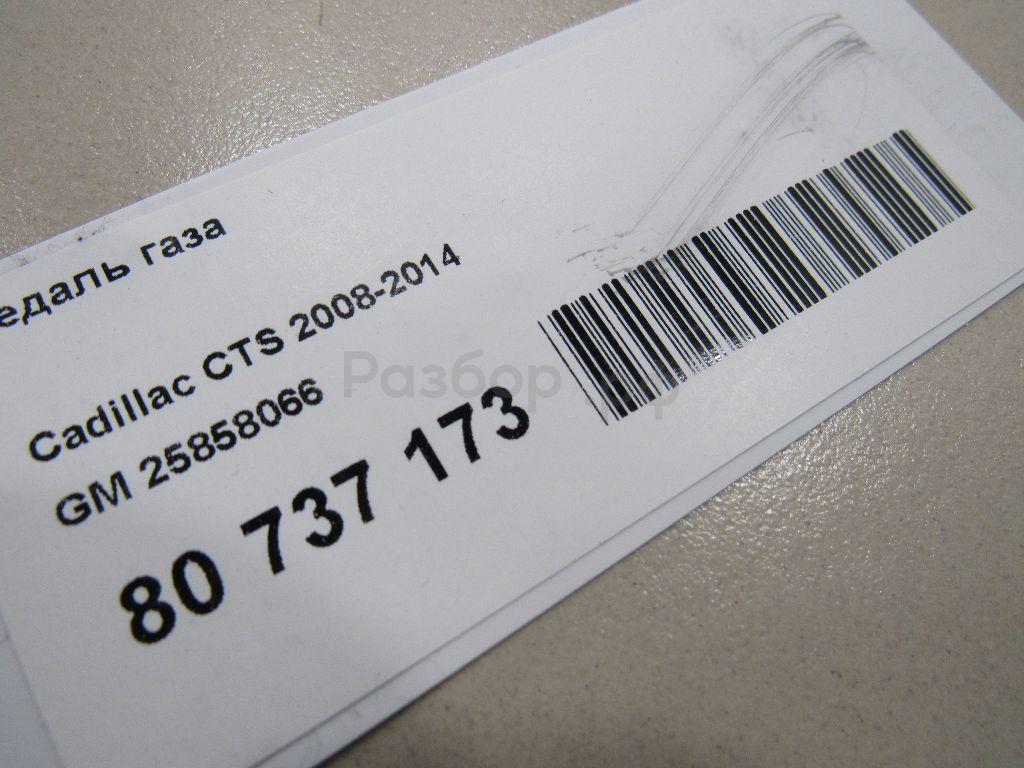 едаль газа
Cadillac CTS 2008-2014
GM 25858066
80 737 173